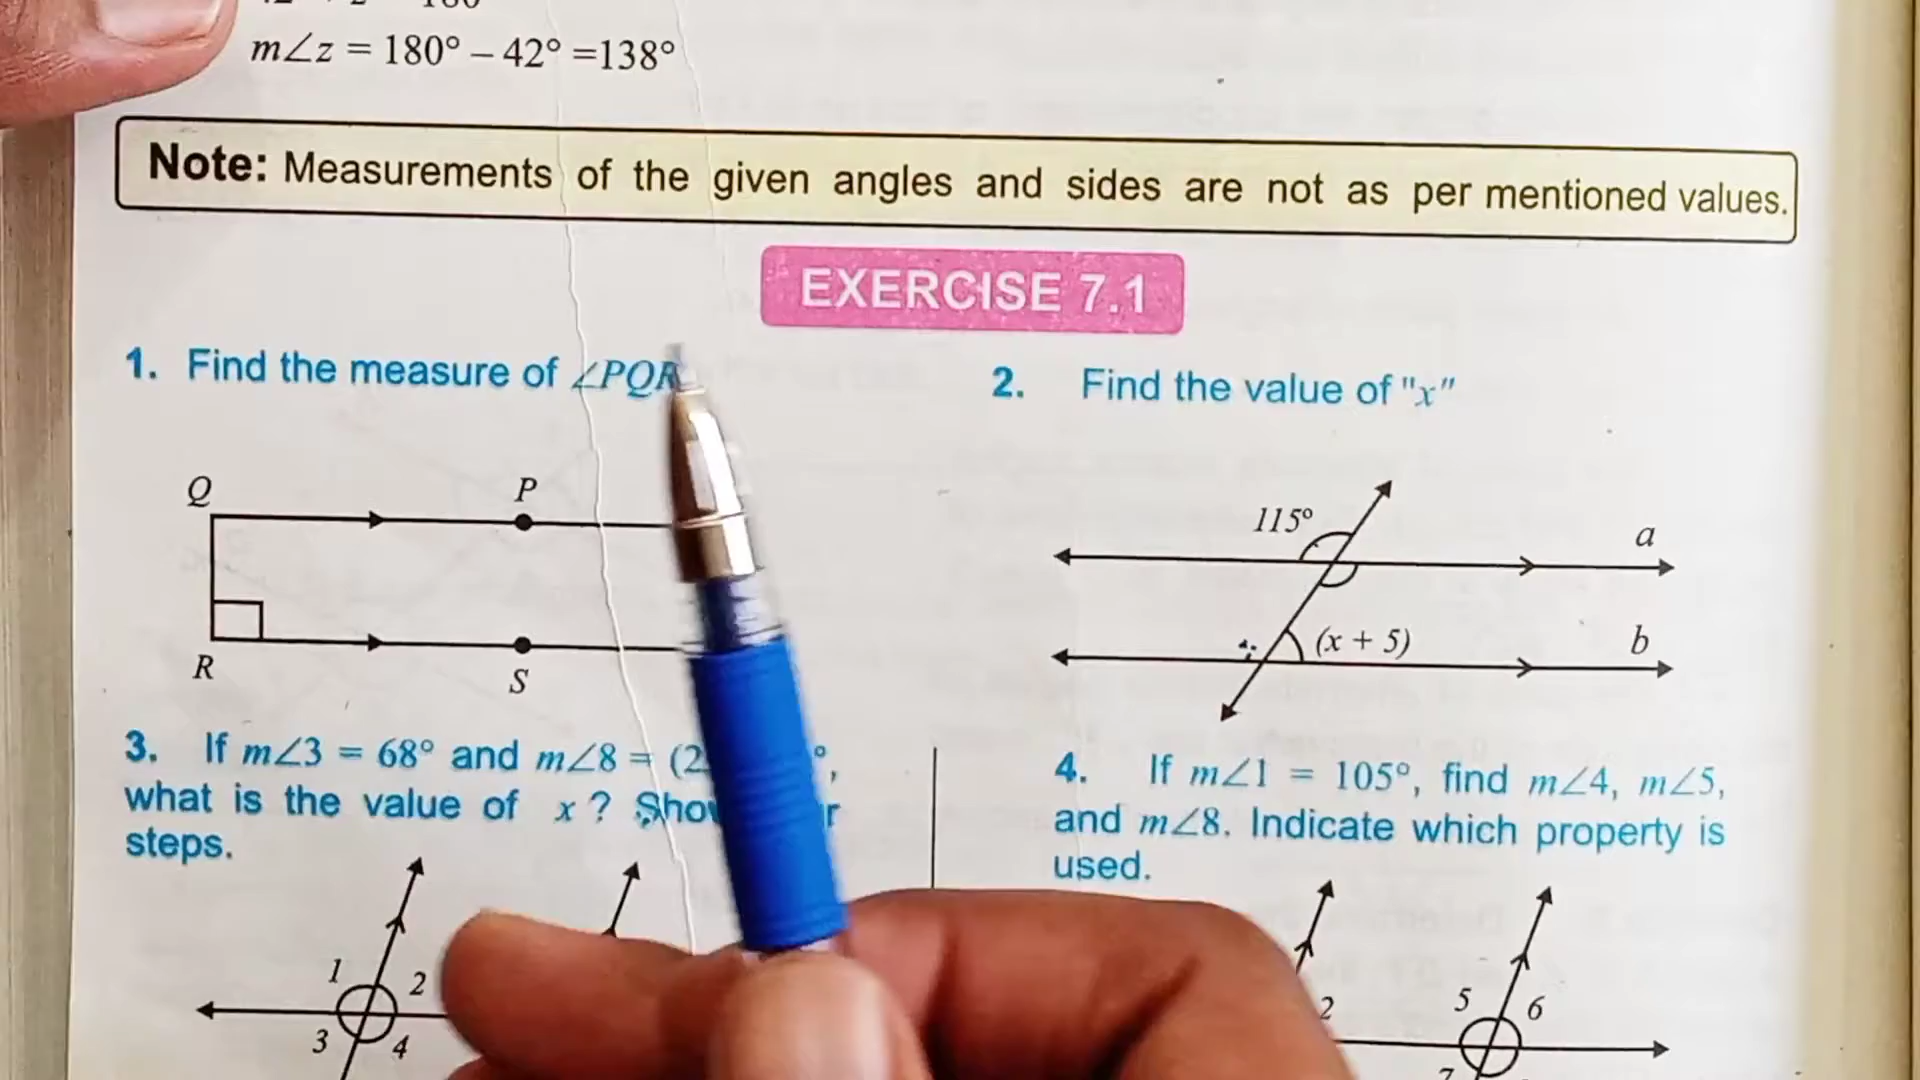 m∠z = 180° – 42° =138°
Note: Measurements of the given angles and sides are not as per mentioned values.
EXERCISE 7.1
1. Find the measure of ∠PQR
2. Find the value of "x"
Q P
R S
115°
a
(x + 5)
b
3. If m∠3 = 68° and m∠8 = (2 °,
what is the value of x ? Show r
steps.
4. If m∠1 = 105°, find m∠4, m∠5,
and m∠8. Indicate which property is
used.
1 2
3 4
2 5 6
7